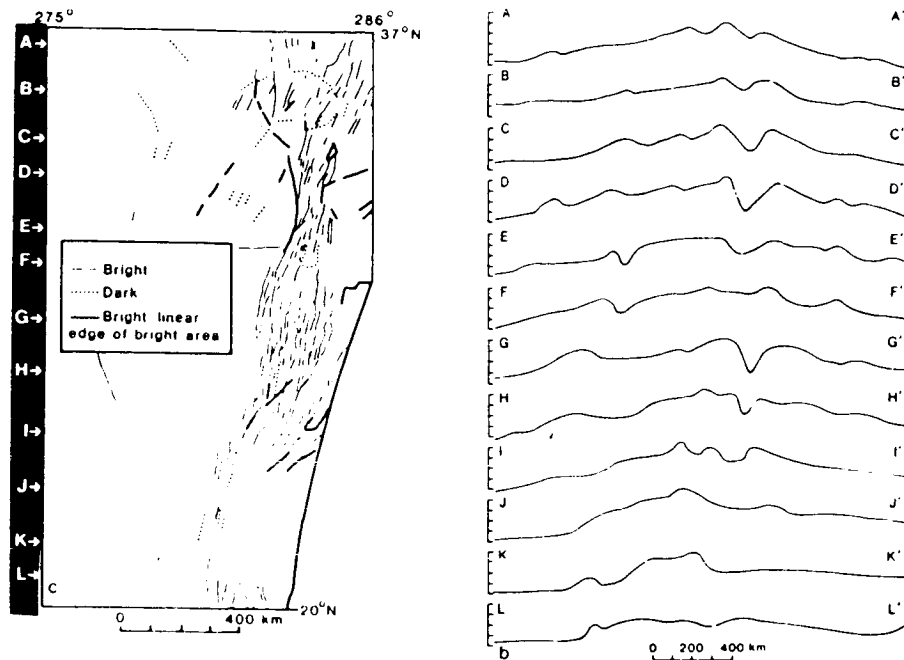 275°
286°
37°N
A→
B→
C→
D→
E→
F→
G→
H→
I→
J→
K→
L→
Bright
Dark
Bright linear
edge of bright area
C
20°N
0 400 km
A A'
B B'
C C'
D D'
E E'
F F'
G G'
H H'
I I'
J J'
K K'
L L'
b
0 200 400 km